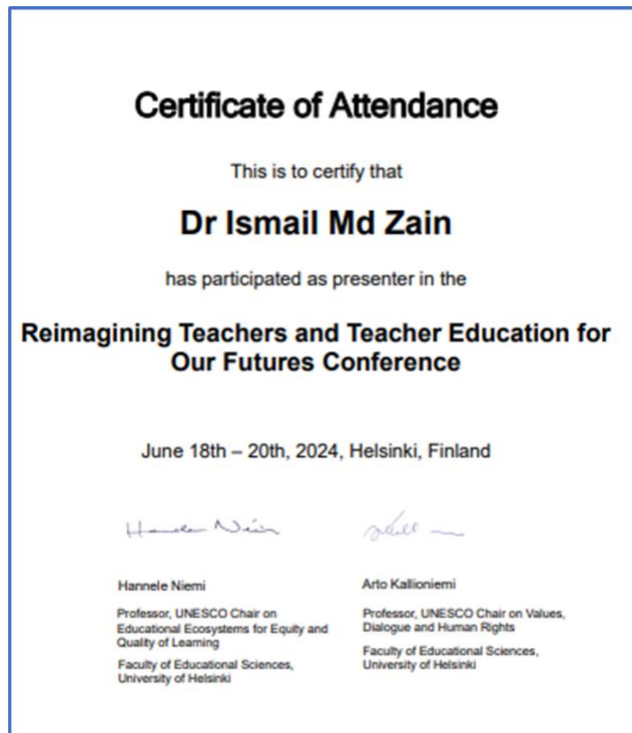 Certificate of Attendance
This is to certify that
Dr Ismail Md Zain
has participated as presenter in the
Reimagining Teachers and Teacher Education for
Our Futures Conference
June 18th – 20th, 2024, Helsinki, Finland
Hannele Niemi
Professor, UNESCO Chair on
Educational Ecosystems for Equity and
Quality of Learning
Faculty of Educational Sciences,
University of Helsinki
Arto Kallioniemi
Professor, UNESCO Chair on Values,
Dialogue and Human Rights
Faculty of Educational Sciences,
University of Helsinki